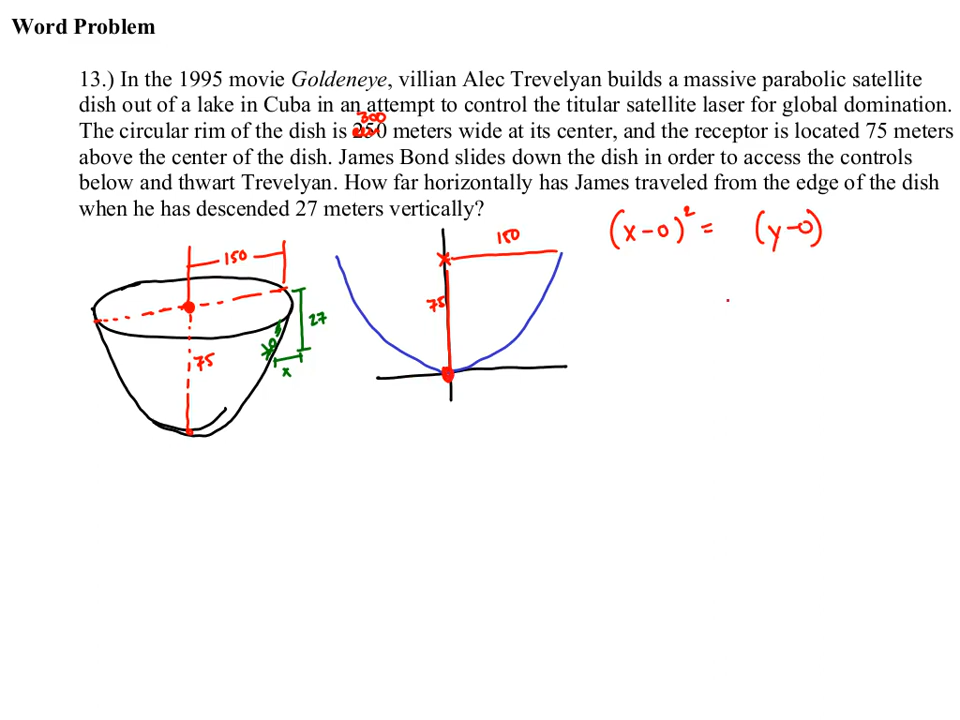 Word Problem
13.) In the 1995 movie Goldeneye, villian Alec Trevelyan builds a massive parabolic satellite
dish out of a lake in Cuba in an attempt to control the titular satellite laser for global domination.
300
The circular rim of the dish is 250 meters wide at its center, and the receptor is located 75 meters
above the center of the dish. James Bond slides down the dish in order to access the controls
below and thwart Trevelyan. How far horizontally has James traveled from the edge of the dish
when he has descended 27 meters vertically?
(x-0)² = (y-0)
150
150
75
27
75
x